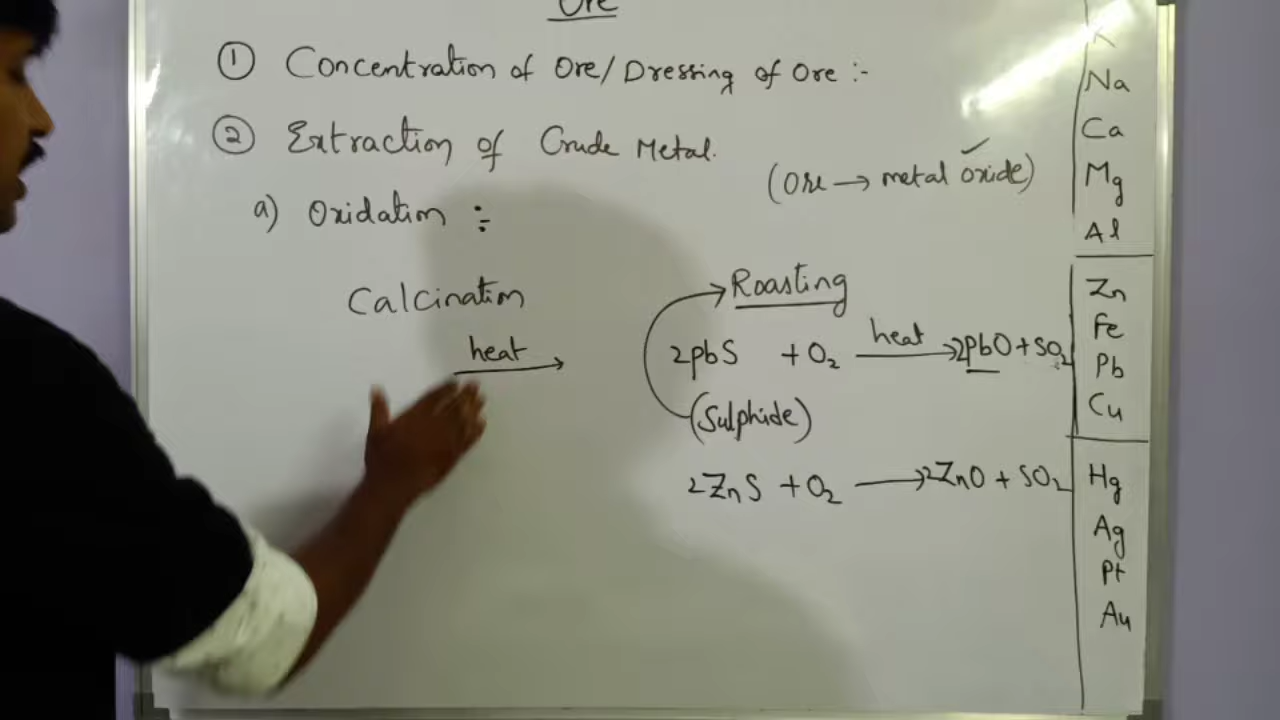 Ore
① Concentration of Ore/Dressing of Ore :-
② Extraction of Crude Metal.
(Ore → metal oxide)
a) Oxidation :-
Calcination
Roasting
heat →
2PbS + O₂ heat → 2PbO + SO₂
(Sulphide)
2ZnS + O₂ → 2ZnO + SO₂
K
Na
Ca
Mg
Al
Zn
Fe
Pb
Cu
Hg
Ag
Pt
Au